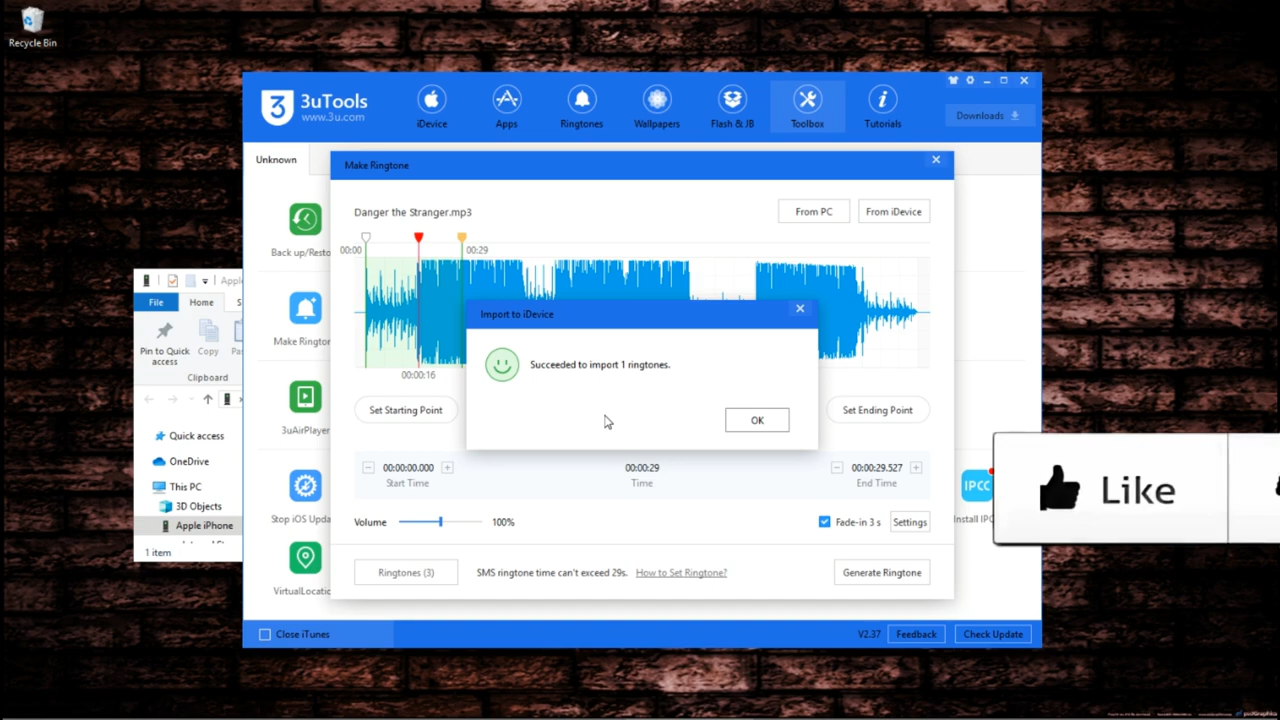 Recycle Bin
3uTools
www.3u.com
iDevice
Apps
Ringtones
Wallpapers
Flash & JB
Toolbox
Tutorials
Downloads
Unknown
Make Ringtone
Danger the Stranger.mp3
From PC
From iDevice
00:00
00:29
00:00:16
Import to iDevice
Succeeded to import 1 ringtones.
OK
Set Starting Point
Set Ending Point
00:00:00.000
Start Time
00:00:29
Time
00:00:29.527
End Time
Volume
100%
Fade-in 3 s
Settings
Ringtones (3)
SMS ringtone time can't exceed 29s.
How to Set Ringtone?
Generate Ringtone
Back up/Resto
Make Rington
3uAirPlayer
Stop iOS Upda
VirtualLocatic
IPCC
Install IPC
Close iTunes
V2.37
Feedback
Check Update
Apple
File
Home
S
Pin to Quick
access
Copy
Pas
Clipboard
Quick access
OneDrive
This PC
3D Objects
Apple iPhone
1 item
Like